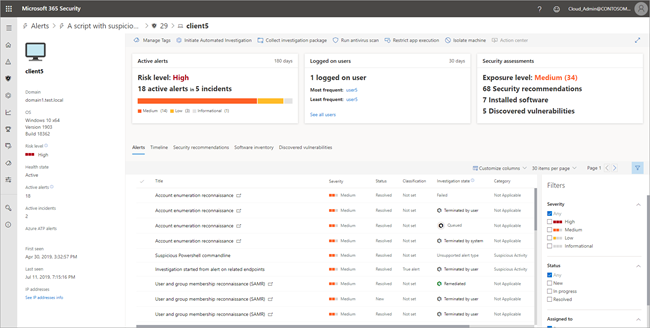 Microsoft 365 Security
Cloud_Admin@CONTOSOM...
Alerts
A script with suspicio...
29
client5
client5
Domain
domain1.test.local
OS
Windows 10 x64
Version 1903
Build 18362
Risk level
High
Health state
Active
Active alerts
18
Active incidents
2
Azure ATP alerts
First seen
Apr 30, 2019, 3:52:57 PM
Last seen
Jul 11, 2019, 7:15:16 PM
IP addresses
See IP addresses info
Manage Tags
Initiate Automated Investigation
Collect investigation package
Run antivirus scan
Restrict app execution
Isolate machine
Action center
Active alerts
180 days
Risk level: High
18 active alerts in 5 incidents
Medium (14)
Low (3)
Informational (1)
Logged on users
30 days
1 logged on user
Most frequent: user5
Least frequent: user5
See all users
Security assessments
Exposure level: Medium (34)
68 Security recommendations
7 Installed software
5 Discovered vulnerabilities
Alerts
Timeline
Security recommendations
Software inventory
Discovered vulnerabilities
Customize columns
30 items per page
Page 1
Title Severity Status Classification Investigation state Category
Account enumeration reconnaissance Medium Resolved Not set Failed Not Applicable
Account enumeration reconnaissance Medium Resolved Not set Terminated by user Not Applicable
Account enumeration reconnaissance Medium Resolved Not set Queued Not Applicable
Account enumeration reconnaissance Medium Resolved Not set Terminated by system Not Applicable
Suspicious Powershell commandline Medium Resolved Not set Unsupported alert type Suspicious Activity
Investigation started from alert on related endpoints Medium Resolved True alert Terminated by user Suspicious Activity
User and group membership reconnaissance (SAMR) Medium Resolved Not set Remediated Not Applicable
User and group membership reconnaissance (SAMR) Medium New Not set Terminated by user Not Applicable
User and group membership reconnaissance (SAMR) Medium Resolved Not set Terminated by user Not Applicable
Filters
Severity
Any
High
Medium
Low
Informational
Status
Any
New
In progress
Resolved
Assigned to